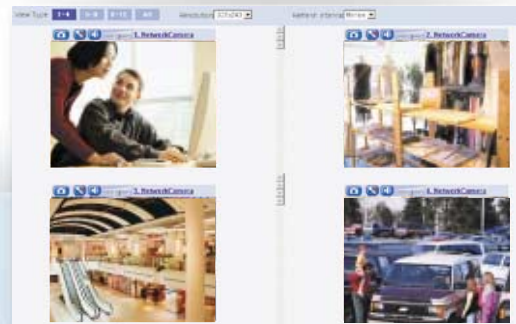 View Type 1-4 5-8 9-12 All Resolution 320x240 Refresh Interval
1. NetworkCamera
2. NetworkCamera
3. NetworkCamera
4. NetworkCamera